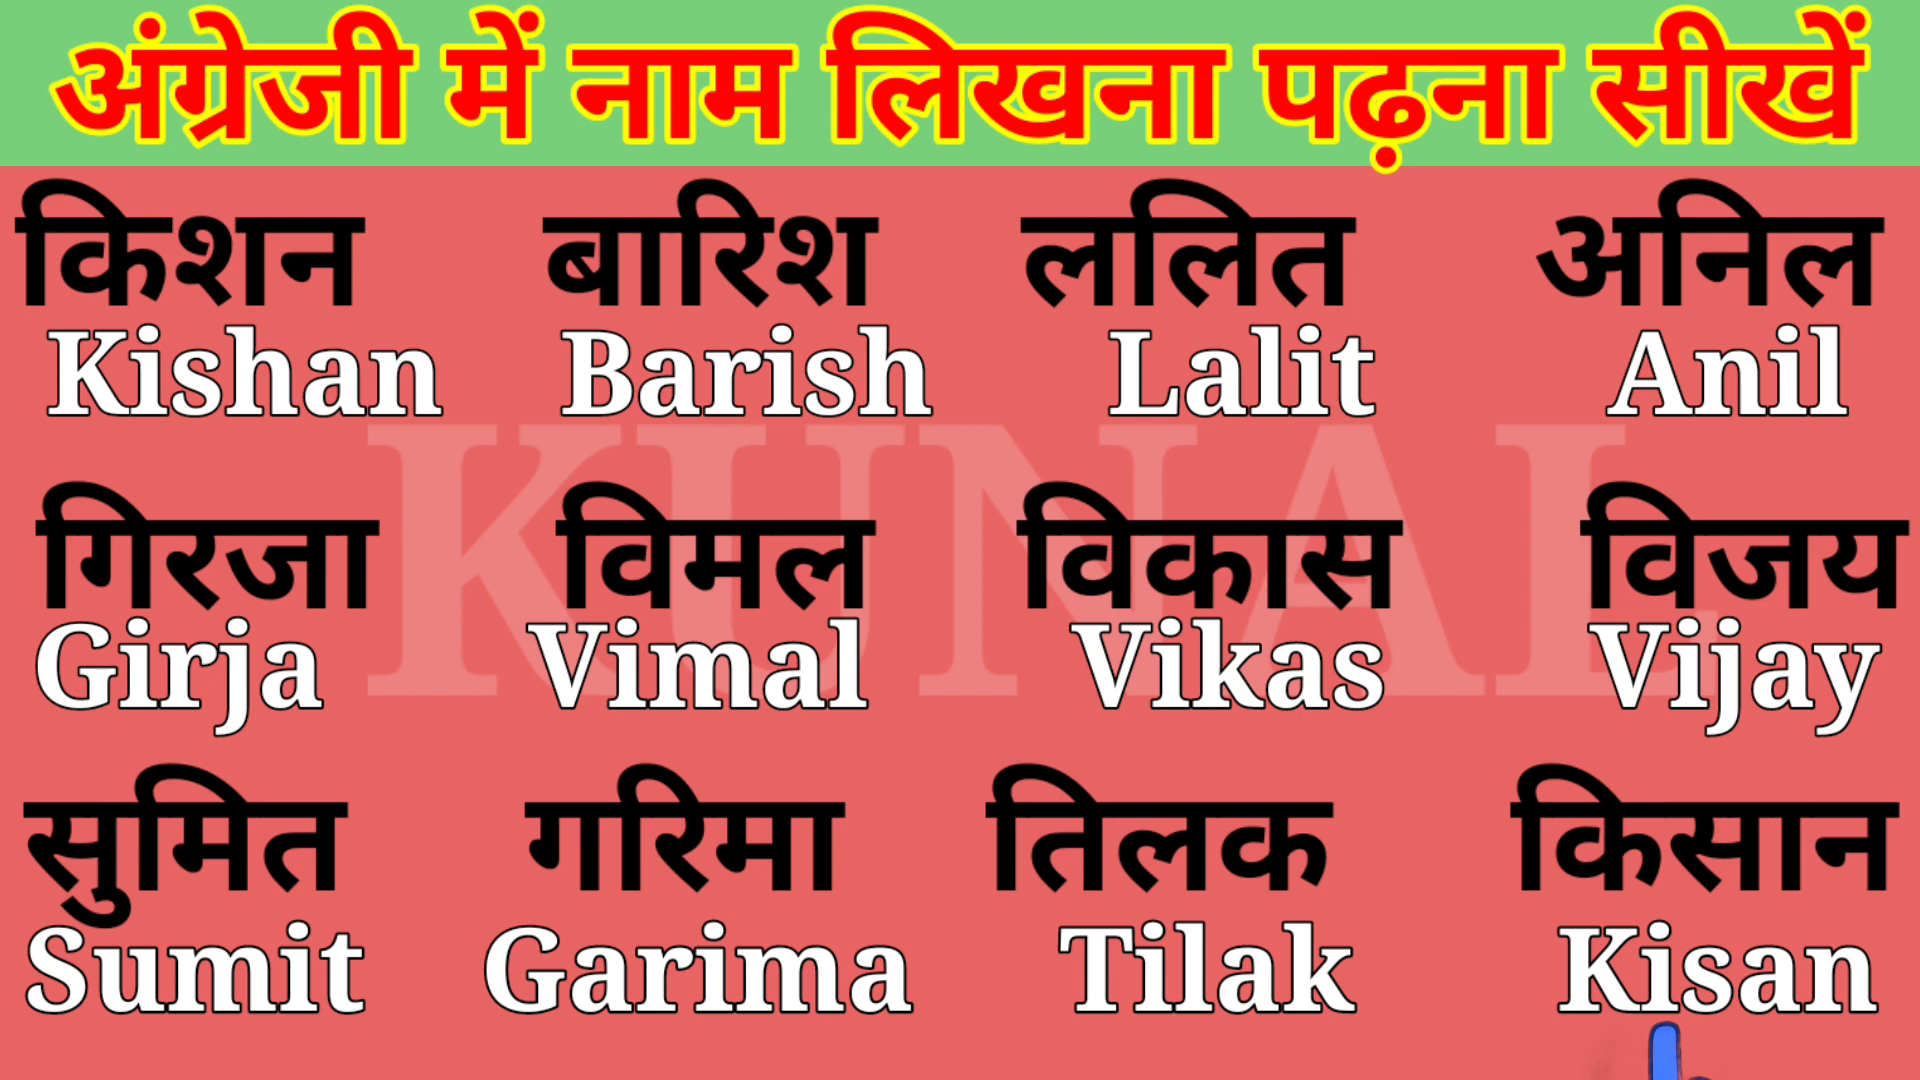 अंग्रेजी में नाम लिखना पढ़ना सीखें
किशन बारिश ललित अनिल
Kishan Barish Lalit Anil
KUNAL
गिरजा विमल विकास विजय
Girja Vimal Vikas Vijay
सुमित गरिमा तिलक किसान
Sumit Garima Tilak Kisan